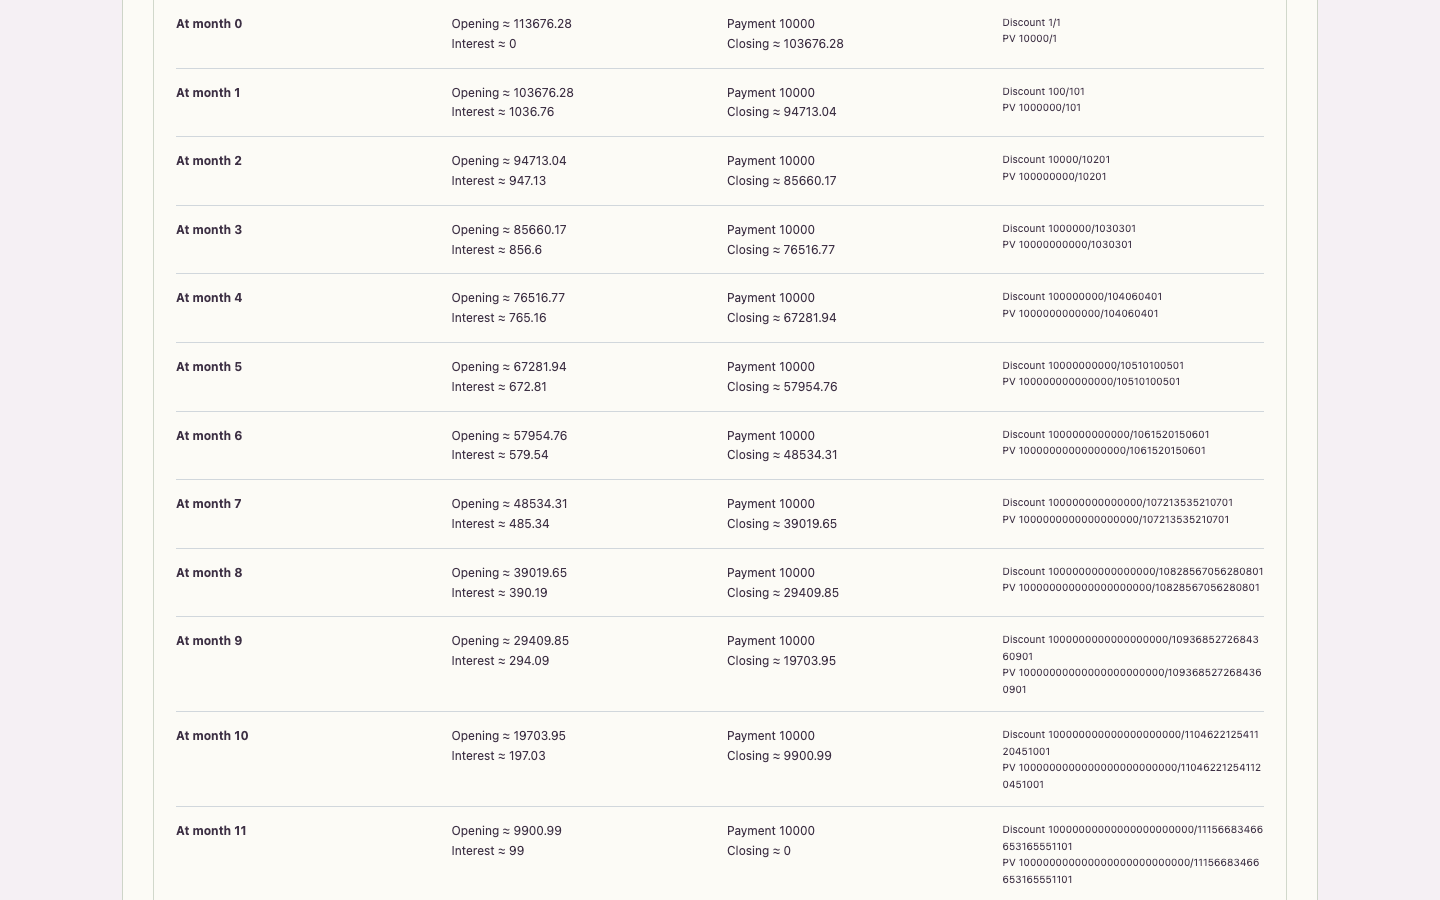 At month 0
Opening ≈ 113676.28
Interest ≈ 0
Payment 10000
Closing ≈ 103676.28
Discount 1/1
PV 10000/1
At month 1
Opening ≈ 103676.28
Interest ≈ 1036.76
Payment 10000
Closing ≈ 94713.04
Discount 100/101
PV 1000000/101
At month 2
Opening ≈ 94713.04
Interest ≈ 947.13
Payment 10000
Closing ≈ 85660.17
Discount 10000/10201
PV 100000000/10201
At month 3
Opening ≈ 85660.17
Interest ≈ 856.6
Payment 10000
Closing ≈ 76516.77
Discount 1000000/1030301
PV 10000000000/1030301
At month 4
Opening ≈ 76516.77
Interest ≈ 765.16
Payment 10000
Closing ≈ 67281.94
Discount 100000000/104060401
PV 1000000000000/104060401
At month 5
Opening ≈ 67281.94
Interest ≈ 672.81
Payment 10000
Closing ≈ 57954.76
Discount 10000000000/10510100501
PV 100000000000000/10510100501
At month 6
Opening ≈ 57954.76
Interest ≈ 579.54
Payment 10000
Closing ≈ 48534.31
Discount 1000000000000/1061520150601
PV 10000000000000000/1061520150601
At month 7
Opening ≈ 48534.31
Interest ≈ 485.34
Payment 10000
Closing ≈ 39019.65
Discount 100000000000000/107213535210701
PV 1000000000000000000/107213535210701
At month 8
Opening ≈ 39019.65
Interest ≈ 390.19
Payment 10000
Closing ≈ 29409.85
Discount 10000000000000000/10828567056280801
PV 100000000000000000000/10828567056280801
At month 9
Opening ≈ 29409.85
Interest ≈ 294.09
Payment 10000
Closing ≈ 19703.95
Discount 1000000000000000000/10936852726843
60901
PV 10000000000000000000000/109368527268436
0901
At month 10
Opening ≈ 19703.95
Interest ≈ 197.03
Payment 10000
Closing ≈ 9900.99
Discount 100000000000000000000/1104622125411
20451001
PV 1000000000000000000000000/11046221254112
0451001
At month 11
Opening ≈ 9900.99
Interest ≈ 99
Payment 10000
Closing ≈ 0
Discount 10000000000000000000000/11156683466
653165551101
PV 100000000000000000000000000/11156683466
653165551101